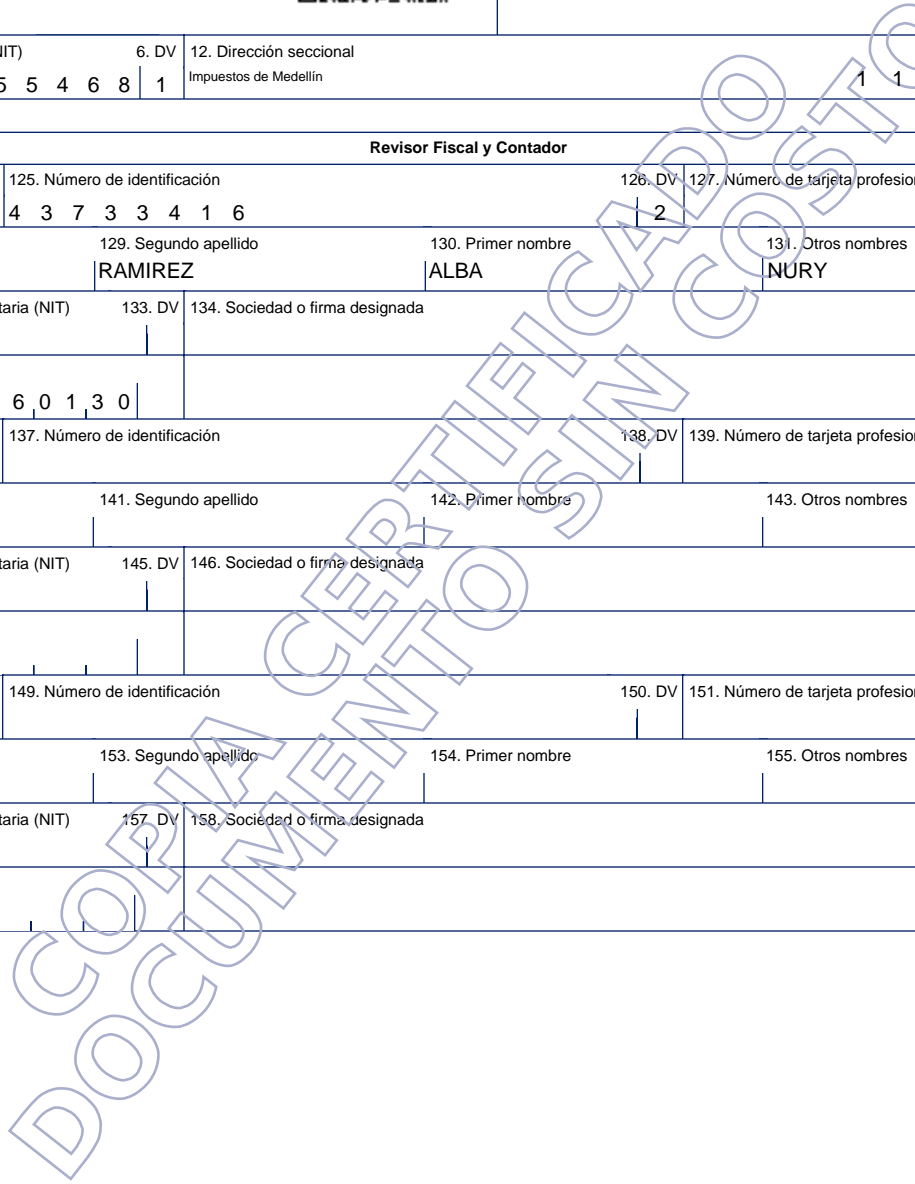 NIT) 6. DV 12. Dirección seccional
5 5 4 6 8 1 Impuestos de Medellín 1 1
Revisor Fiscal y Contador
125. Número de identificación 126. DV 127. Número de tarjeta profesion
4 3 7 3 3 4 1 6 2
129. Segundo apellido 130. Primer nombre 131. Otros nombres
RAMIREZ ALBA NURY
taria (NIT) 133. DV 134. Sociedad o firma designada
6 0 1 3 0
137. Número de identificación 138. DV 139. Número de tarjeta profesion
141. Segundo apellido 142. Primer nombre 143. Otros nombres
taria (NIT) 145. DV 146. Sociedad o firma designada
149. Número de identificación 150. DV 151. Número de tarjeta profesion
153. Segundo apellido 154. Primer nombre 155. Otros nombres
taria (NIT) 157. DV 158. Sociedad o firma designada
COPIA CERTIFICADO
DOCUMENTO SIN COSTO